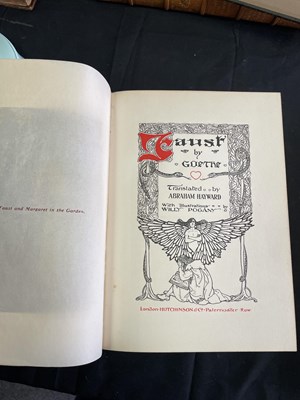 Faust and Margaret in the Garden.
Faust
by
GOETHE
Translated by
ABRAHAM HAYWARD
With Illustrations by
WILLY POGÁNY
London HUTCHINSON & Co Paternoster Row